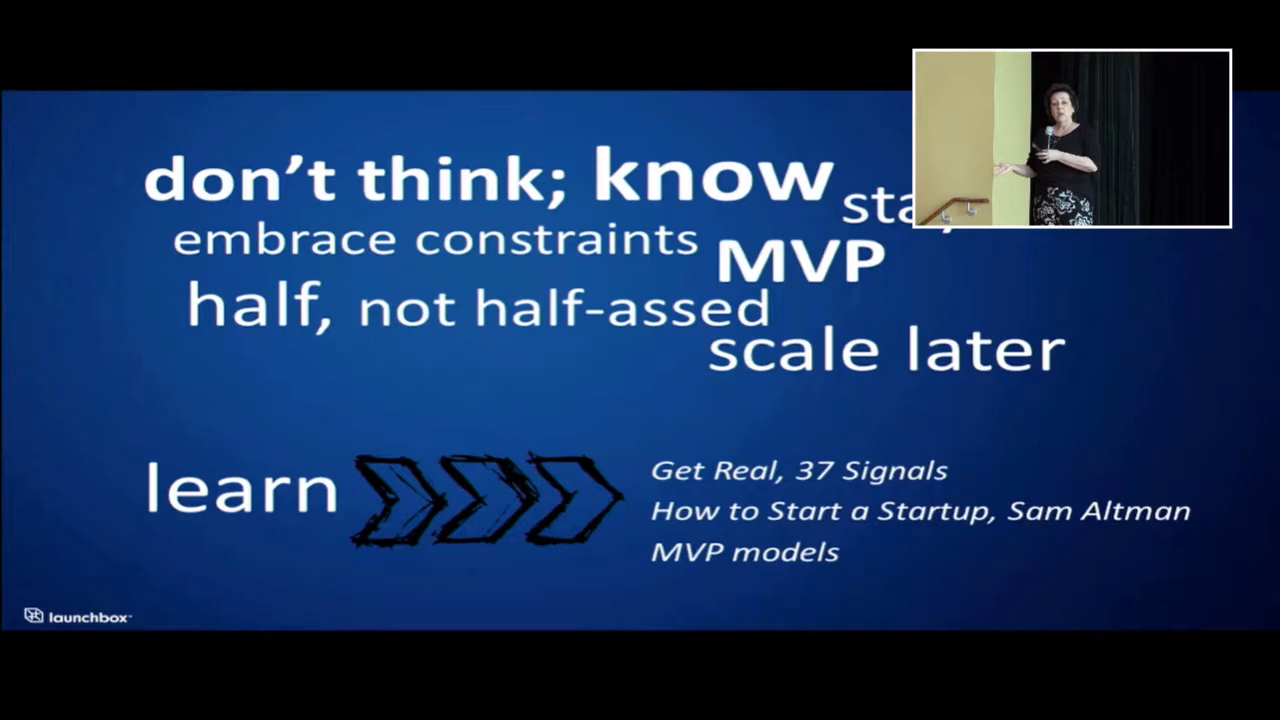 don't think; know
embrace constraints
MVP
half, not half-assed
scale later
learn
Get Real, 37 Signals
How to Start a Startup, Sam Altman
MVP models
launchbox™